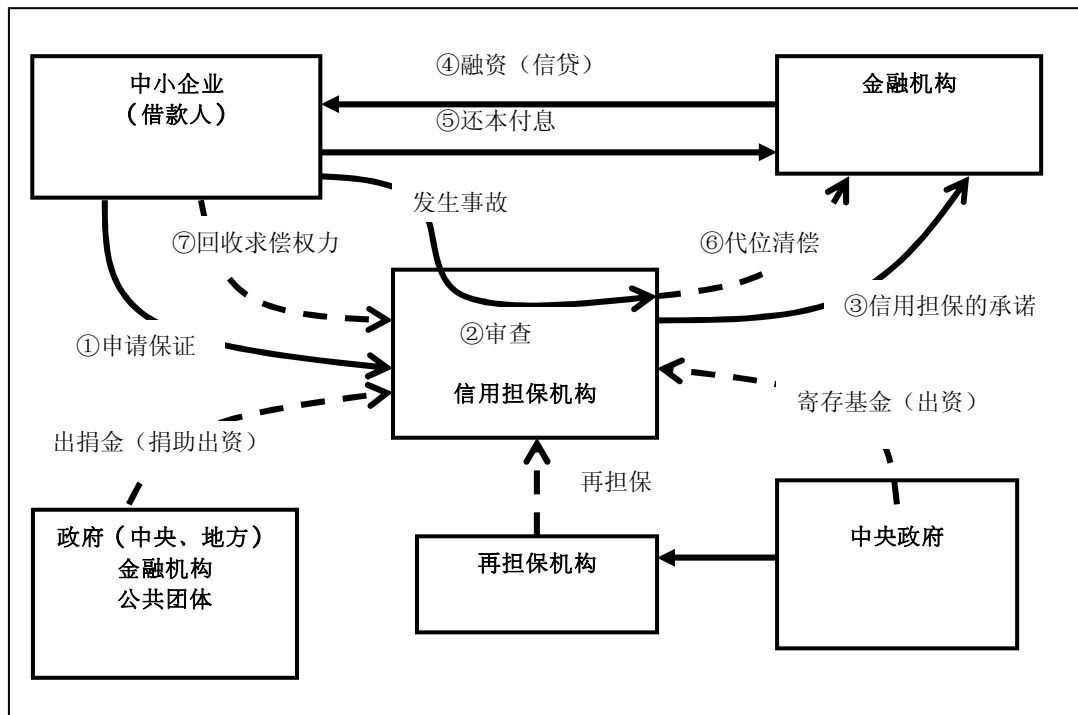 ④融资（信贷）
中小企业
（借款人）
金融机构
⑤还本付息
发生事故
⑦回收求偿权力
⑥代位清偿
③信用担保的承诺
②审查
①申请保证
信用担保机构
寄存基金（出资）
出捐金（捐助出资）
再担保
政府（中央、地方）
金融机构
公共团体
再担保机构
中央政府